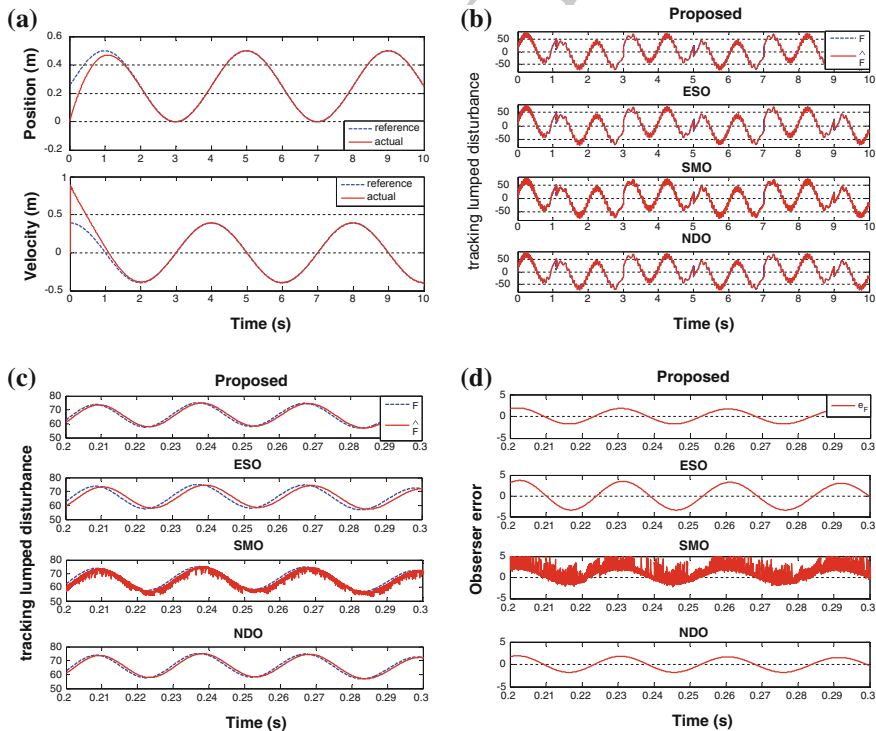 (a)
0.6
0.4
0.2
0
-0.2
Position (m)
reference
actual
0 1 2 3 4 5 6 7 8 9 10
1
0.5
0
-0.5
Velocity (m)
reference
actual
0 1 2 3 4 5 6 7 8 9 10
Time (s)
(b)
Proposed
tracking lumped disturbance
50
0
-50
F
^
F
0 1 2 3 4 5 6 7 8 9 10
ESO
50
0
-50
0 1 2 3 4 5 6 7 8 9 10
SMO
50
0
-50
0 1 2 3 4 5 6 7 8 9 10
NDO
50
0
-50
0 1 2 3 4 5 6 7 8 9 10
Time (s)
(c)
Proposed
tracking lumped disturbance
80
70
60
50
F
^
F
0.2 0.21 0.22 0.23 0.24 0.25 0.26 0.27 0.28 0.29 0.3
ESO
80
70
60
50
0.2 0.21 0.22 0.23 0.24 0.25 0.26 0.27 0.28 0.29 0.3
SMO
80
70
60
50
0.2 0.21 0.22 0.23 0.24 0.25 0.26 0.27 0.28 0.29 0.3
NDO
80
70
60
50
0.2 0.21 0.22 0.23 0.24 0.25 0.26 0.27 0.28 0.29 0.3
Time (s)
(d)
Proposed
Obserser error
5
0
-5
eF
0.2 0.21 0.22 0.23 0.24 0.25 0.26 0.27 0.28 0.29 0.3
ESO
5
0
-5
0.2 0.21 0.22 0.23 0.24 0.25 0.26 0.27 0.28 0.29 0.3
SMO
5
0
5
0.2 0.21 0.22 0.23 0.24 0.25 0.26 0.27 0.28 0.29 0.3
NDO
5
0
-5
0.2 0.21 0.22 0.23 0.24 0.25 0.26 0.27 0.28 0.29 0.3
Time (s)